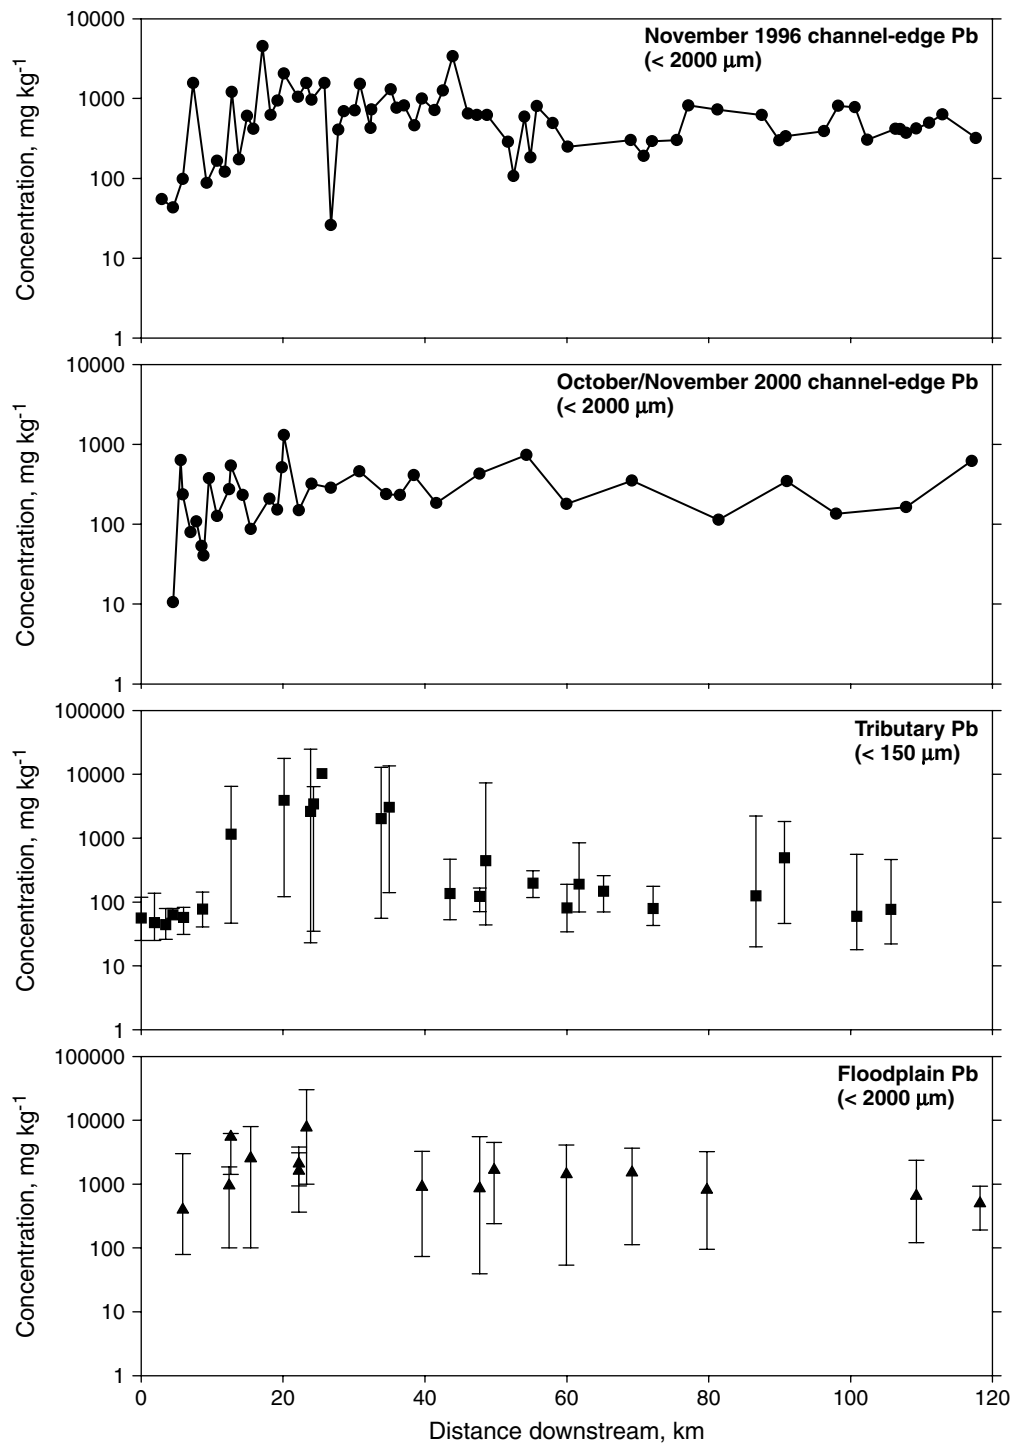 November 1996 channel-edge Pb
(< 2000 μm)
Concentration, mg kg-1
10000
1000
100
10
1
October/November 2000 channel-edge Pb
(< 2000 μm)
Concentration, mg kg-1
10000
1000
100
10
1
Tributary Pb
(< 150 μm)
Concentration, mg kg-1
100000
10000
1000
100
10
1
Floodplain Pb
(< 2000 μm)
Concentration, mg kg-1
100000
10000
1000
100
10
1
0 20 40 60 80 100 120
Distance downstream, km